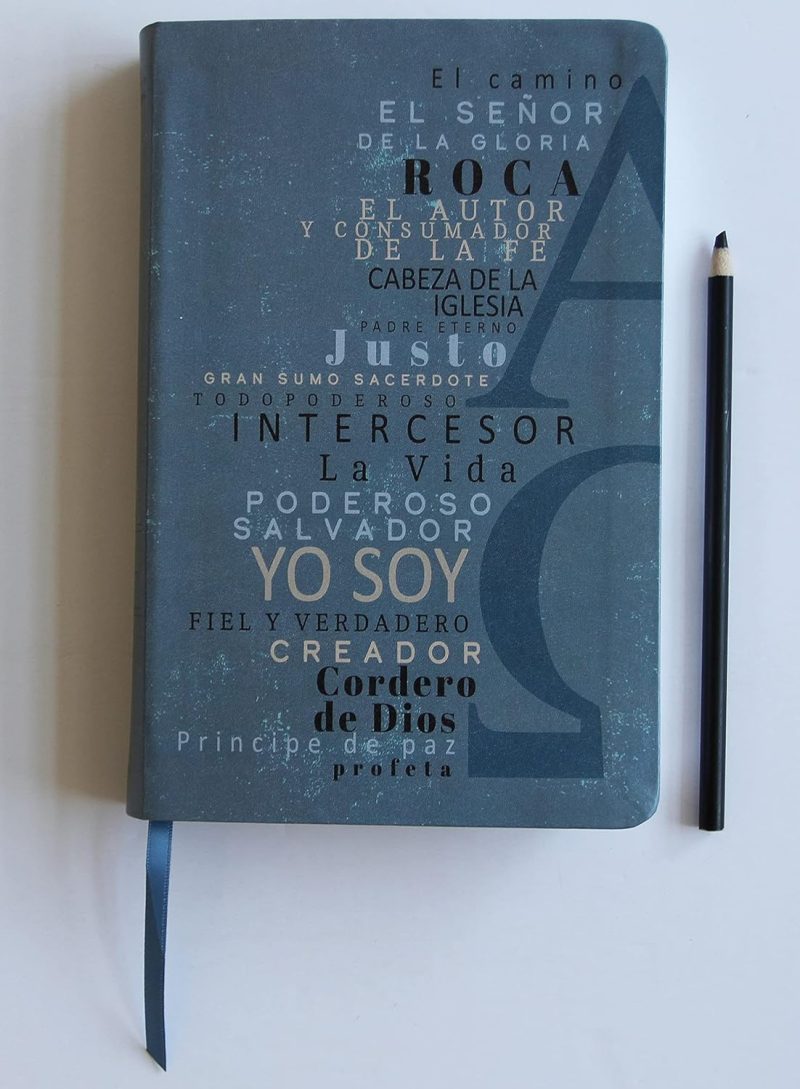 El camino
EL SEÑOR
DE LA GLORIA
ROCA
EL AUTOR
Y CONSUMADOR
DE LA FE
CABEZA DE LA
IGLESIA
PADRE ETERNO
Justo
GRAN SUMO SACERDOTE
TODOPODEROSO
INTERCESOR
La Vida
PODEROSO
SALVADOR
YO SOY
FIEL Y VERDADERO
CREADOR
Cordero
de Dios
Principe de paz
profeta
Α
Ω